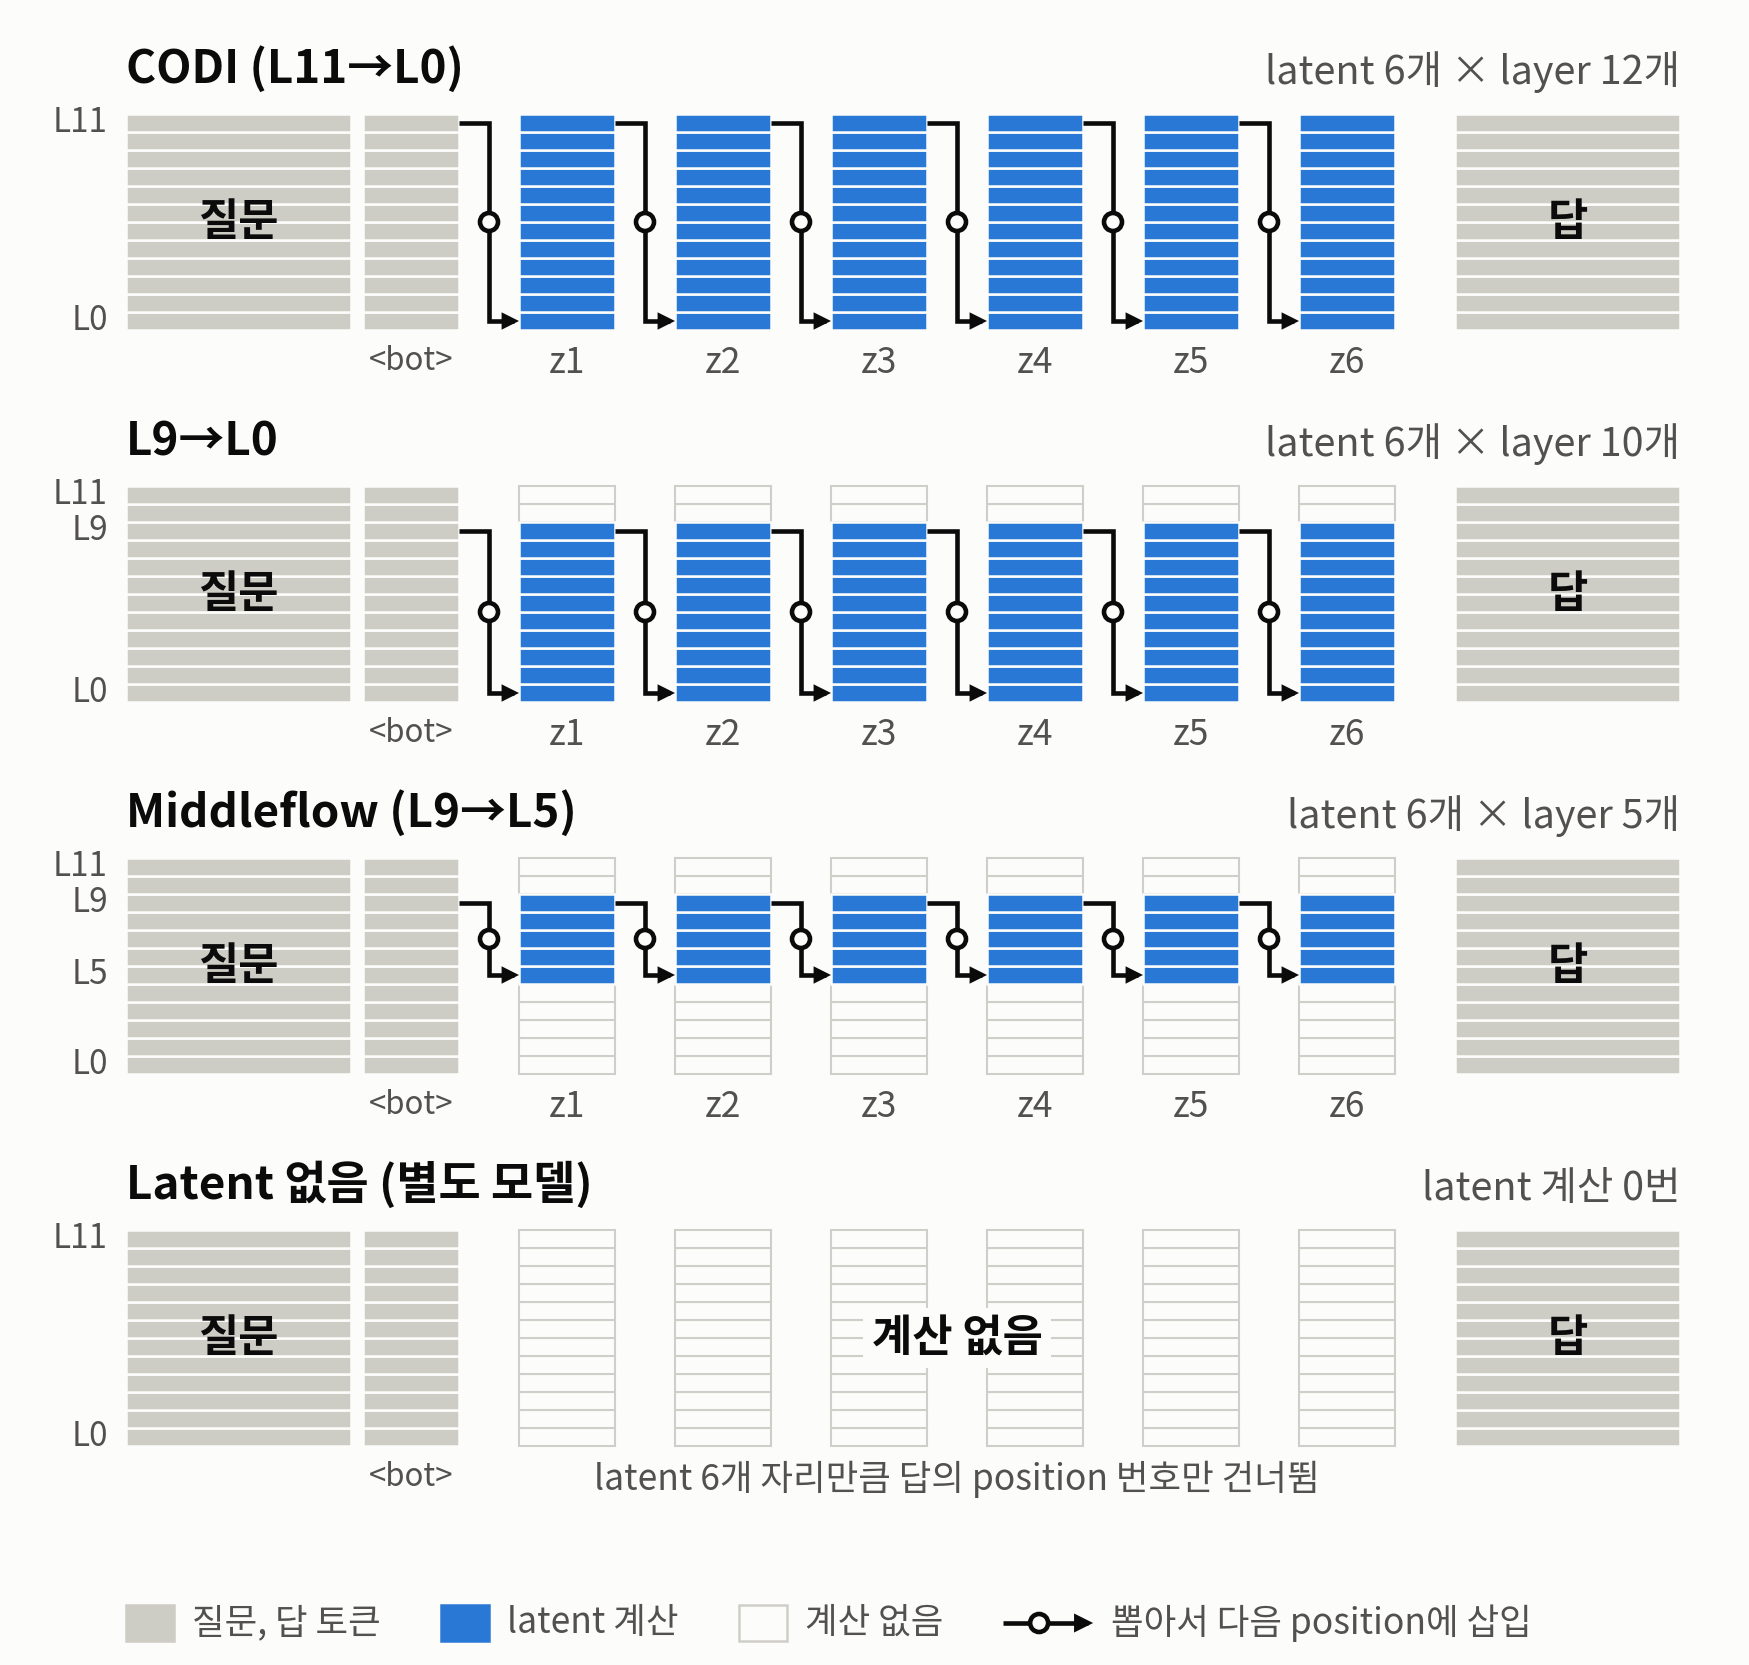 CODI (L11→L0)
latent 6개 × layer 12개
L11
질문
답
L0
<bot>
z1
z2
z3
z4
z5
z6
L9→L0
latent 6개 × layer 10개
L11
L9
질문
답
L0
<bot>
z1
z2
z3
z4
z5
z6
Middleflow (L9→L5)
latent 6개 × layer 5개
L11
L9
질문
답
L5
L0
<bot>
z1
z2
z3
z4
z5
z6
Latent 없음 (별도 모델)
latent 계산 0번
L11
질문
계산 없음
답
L0
<bot>
latent 6개 자리만큼 답의 position 번호만 건너뜀
질문, 답 토큰
latent 계산
계산 없음
뽑아서 다음 position에 삽입